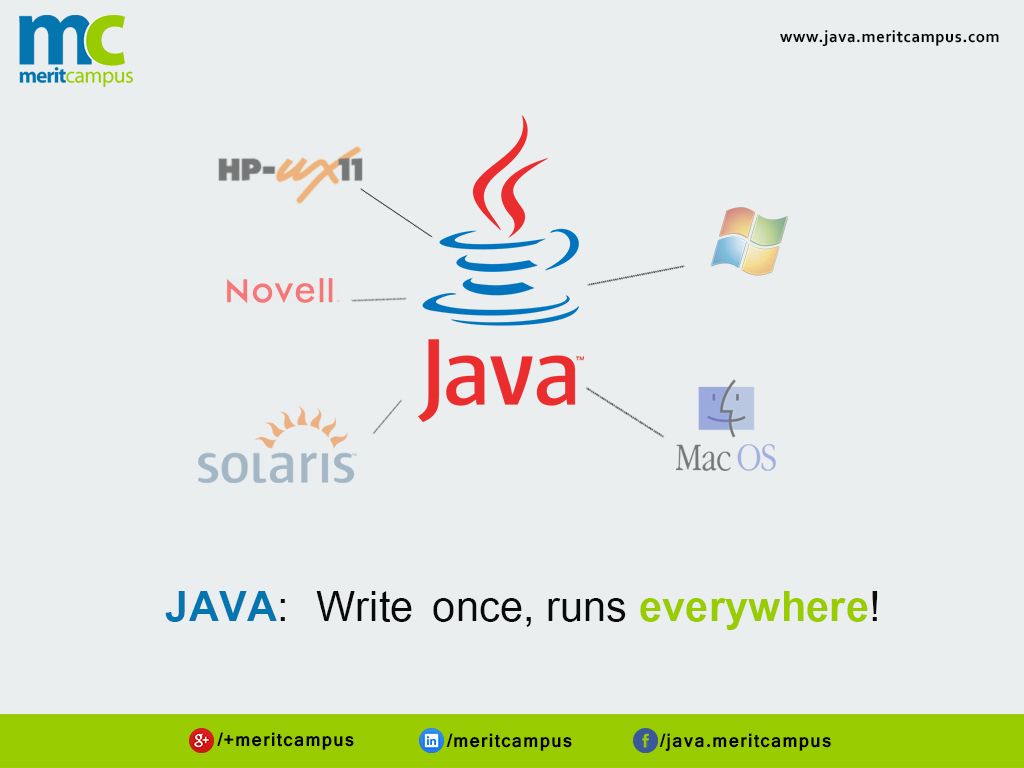 mc
meritcampus
www.java.meritcampus.com
HP-ux11
Novell
Java™
solaris™
Mac OS
JAVA: Write once, runs everywhere!
g+ /+meritcampus
in /meritcampus
f /java.meritcampus